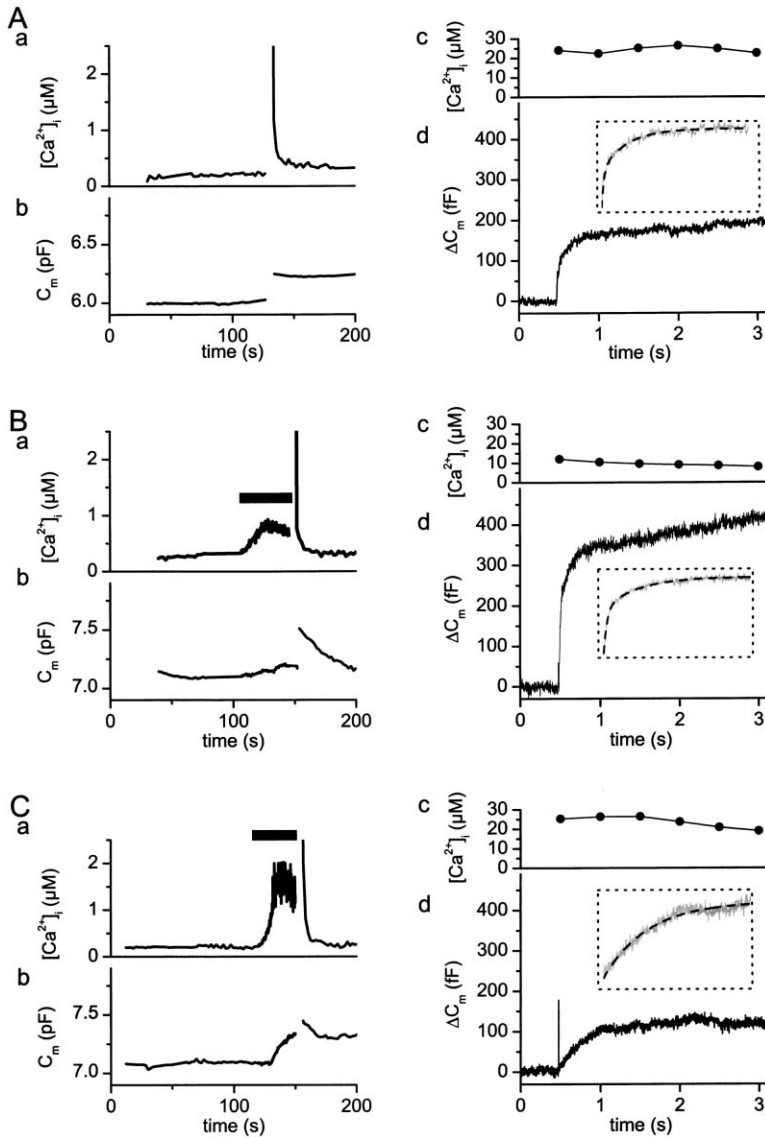 A
a
[Ca²⁺]ᵢ (µM)
2
1
0
b
Cₘ (pF)
6.5
6.0
0
100
200
time (s)
c
[Ca²⁺]ᵢ (µM)
30
20
10
0
d
ΔCₘ (fF)
400
300
200
100
0
0
1
2
3
time (s)
B
a
[Ca²⁺]ᵢ (µM)
2
1
0
b
Cₘ (pF)
7.5
7.0
0
100
200
time (s)
c
[Ca²⁺]ᵢ (µM)
30
20
10
0
d
ΔCₘ (fF)
400
300
200
100
0
0
1
2
3
time (s)
C
a
[Ca²⁺]ᵢ (µM)
2
1
0
b
Cₘ (pF)
7.5
7.0
0
100
200
time (s)
c
[Ca²⁺]ᵢ (µM)
30
20
10
0
d
ΔCₘ (fF)
400
300
200
100
0
0
1
2
3
time (s)